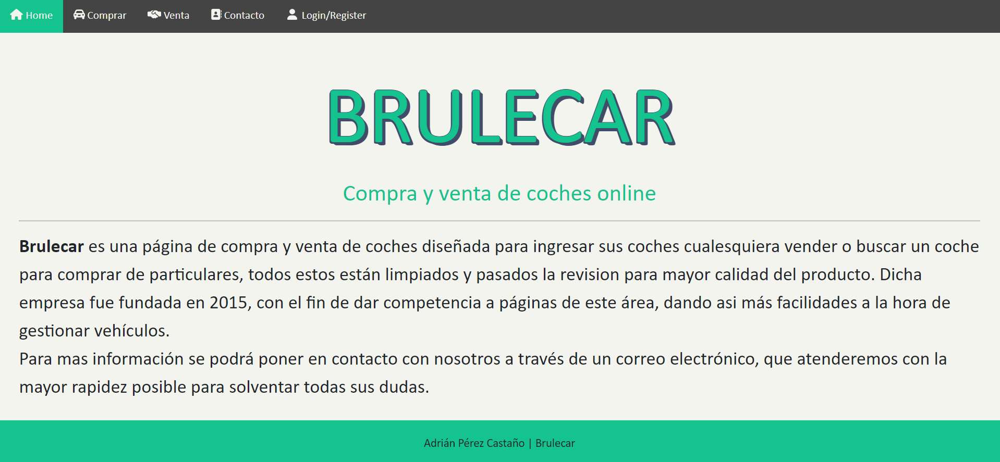 Home Comprar Venta Contacto Login/Register
BRULECAR
Compra y venta de coches online
Brulecar es una página de compra y venta de coches diseñada para ingresar sus coches cualesquiera vender o buscar un coche
para comprar de particulares, todos estos están limpiados y pasados la revision para mayor calidad del producto. Dicha
empresa fue fundada en 2015, con el fin de dar competencia a páginas de este área, dando asi más facilidades a la hora de
gestionar vehículos.
Para mas información se podrá poner en contacto con nosotros a través de un correo electrónico, que atenderemos con la
mayor rapidez posible para solventar todas sus dudas.
Adrián Pérez Castaño | Brulecar